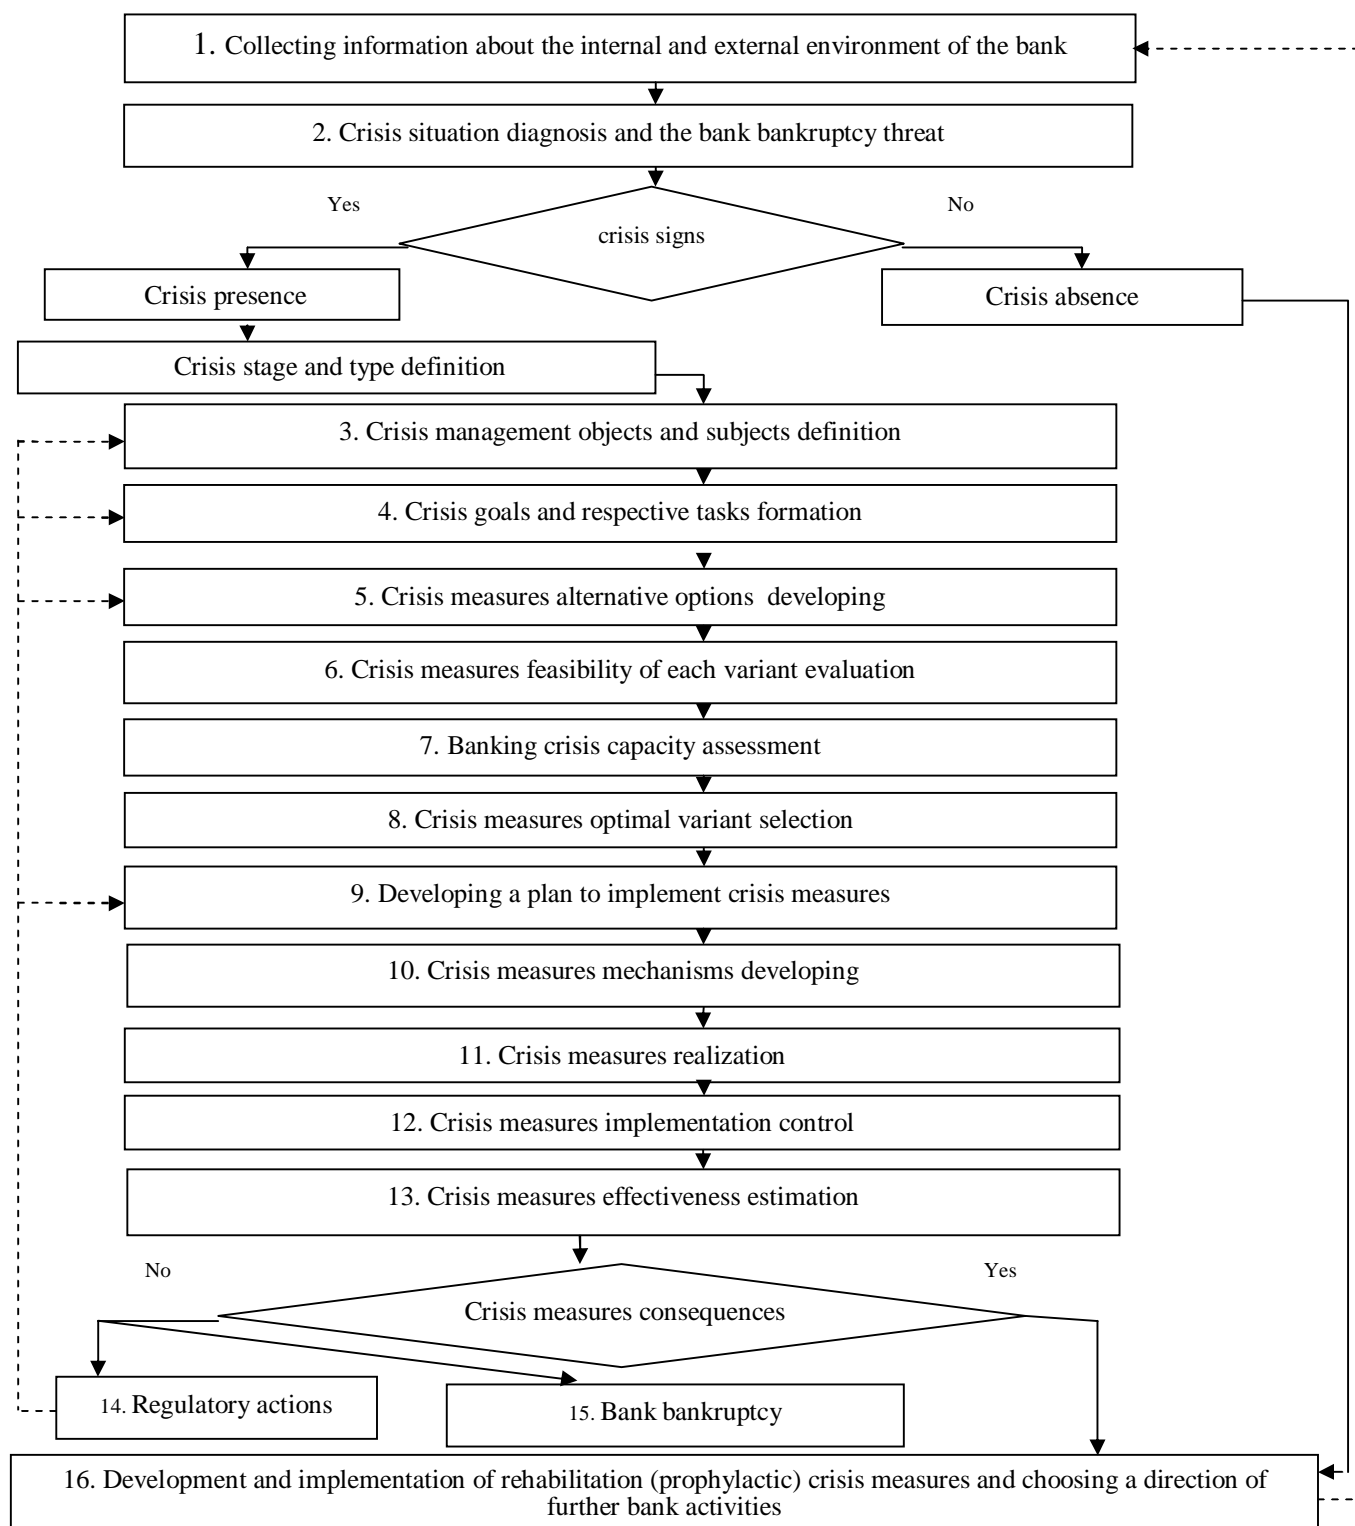 1. Collecting information about the internal and external environment of the bank
2. Crisis situation diagnosis and the bank bankruptcy threat
Yes
No
crisis signs
Crisis presence
Crisis absence
Crisis stage and type definition
3. Crisis management objects and subjects definition
4. Crisis goals and respective tasks formation
5. Crisis measures alternative options developing
6. Crisis measures feasibility of each variant evaluation
7. Banking crisis capacity assessment
8. Crisis measures optimal variant selection
9. Developing a plan to implement crisis measures
10. Crisis measures mechanisms developing
11. Crisis measures realization
12. Crisis measures implementation control
13. Crisis measures effectiveness estimation
No
Yes
Crisis measures consequences
14. Regulatory actions
15. Bank bankruptcy
16. Development and implementation of rehabilitation (prophylactic) crisis measures and choosing a direction of
further bank activities